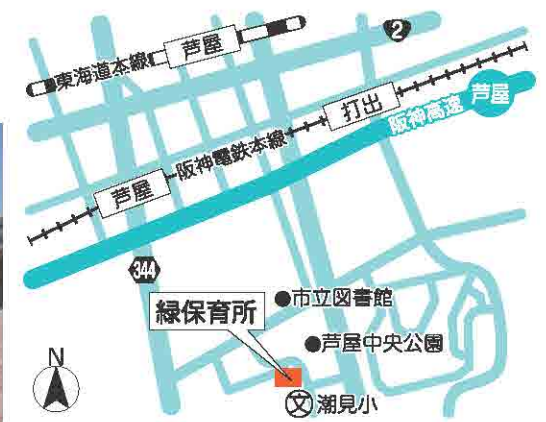 芦屋
東海道本線
2
打出
芦屋
阪神高速
阪神電鉄本線
芦屋
344
市立図書館
緑保育所
芦屋中央公園
N
文 潮見小